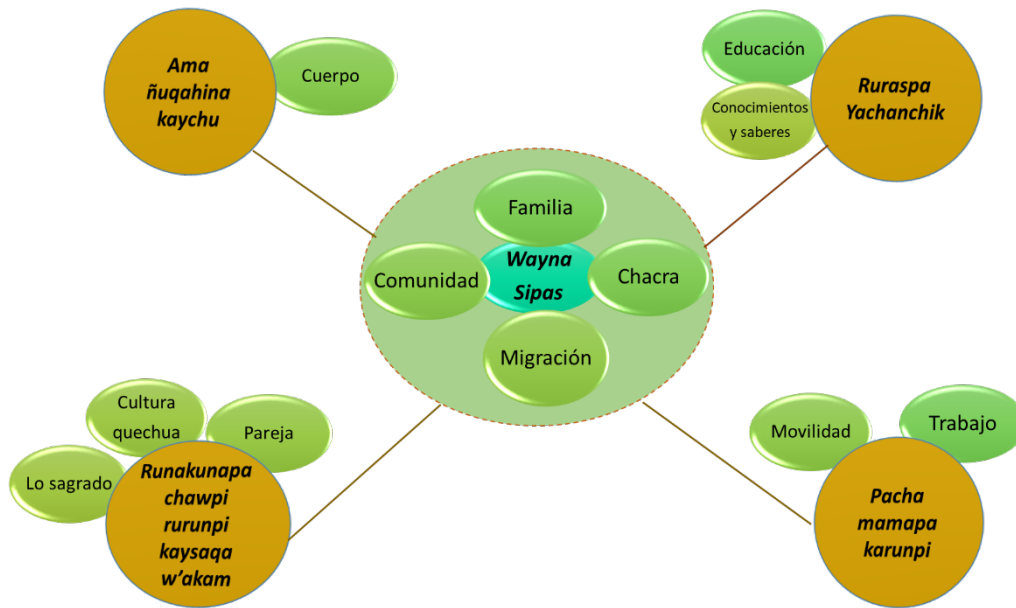 Ama
ñuqahina
kaychu
Cuerpo
Educación
Conocimientos
y saberes
Ruraspa
Yachanchik
Familia
Wayna
Sipas
Comunidad
Chacra
Migración
Cultura
quechua
Pareja
Lo sagrado
Runakunapa
chawpi
rurunpi
kaysaqa
w’akam
Movilidad
Trabajo
Pacha
mamapa
karunpi